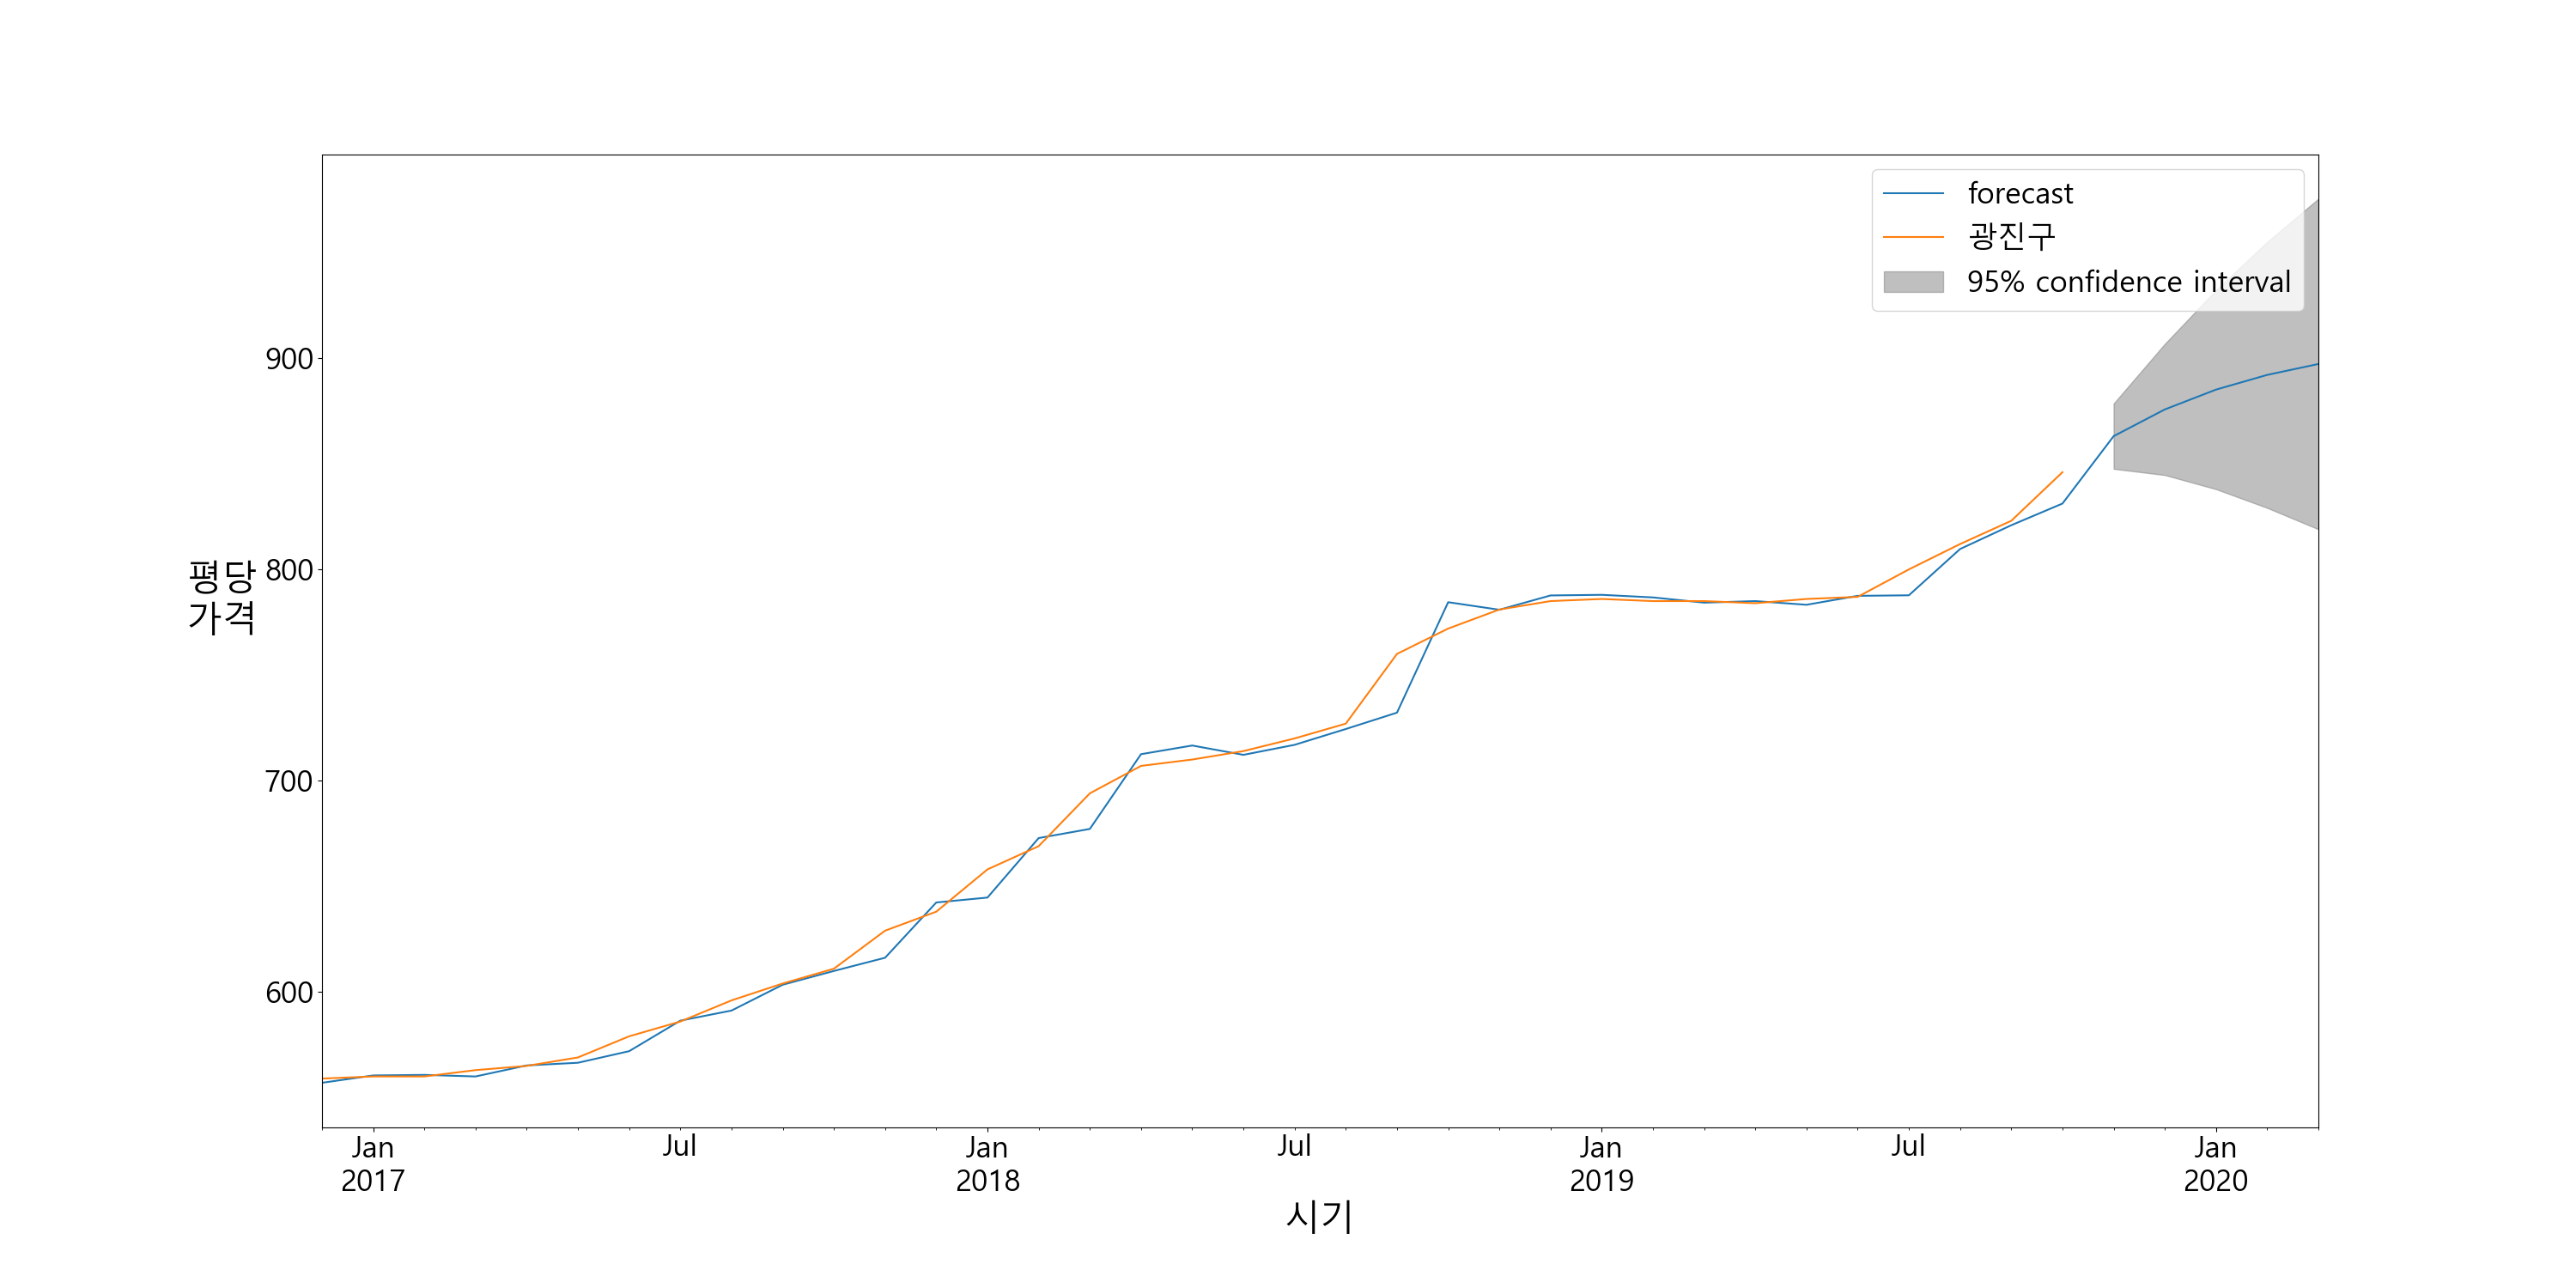 forecast
광진구
95% confidence interval
900
800
700
600
평당
가격
Jan
2017
Jul
Jan
2018
Jul
Jan
2019
Jul
Jan
2020
시기